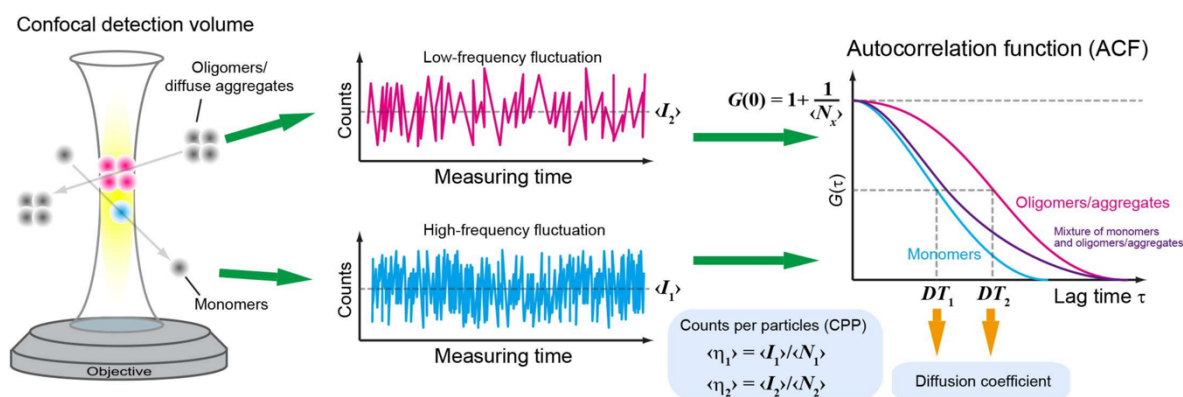 Confocal detection volume
Oligomers/
diffuse aggregates
Monomers
Objective
Low-frequency fluctuation
Counts
‹I₂›
Measuring time
High-frequency fluctuation
Counts
‹I₁›
Measuring time
Counts per particles (CPP)
‹η₁› = ‹I₁›/‹N₁›
‹η₂› = ‹I₂›/‹N₂›
Autocorrelation function (ACF)
G(0) = 1+ 1/‹Nₓ›
G(τ)
Oligomers/aggregates
Mixture of monomers
and oligomers/aggregates
Monomers
DT₁ DT₂ Lag time τ
Diffusion coefficient